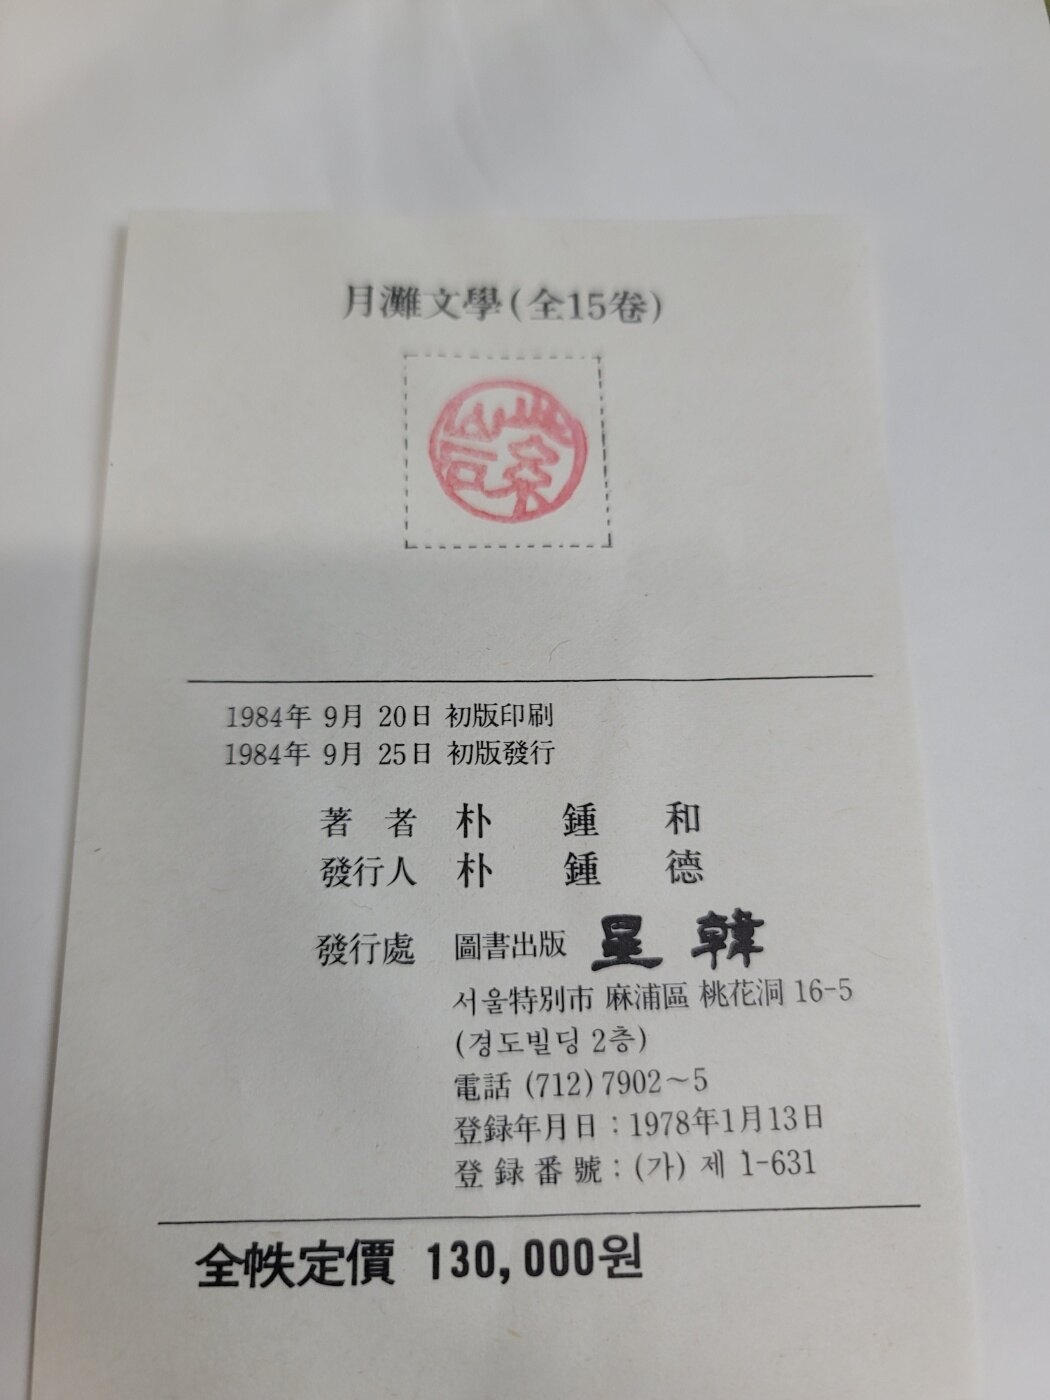 月灘文學(全15卷)
1984年 9月 20日 初版印刷
1984年 9月 25日 初版發行
著 者 朴 鍾 和
發行人 朴 鍾 德
發行處 圖書出版 星韓
서울特別市 麻浦區 桃花洞 16-5
(경도빌딩 2층)
電話 (712) 7902~5
登録年月日 : 1978年1月13日
登 録 番 號 : (가) 제 1-631
全帙定價 130,000원